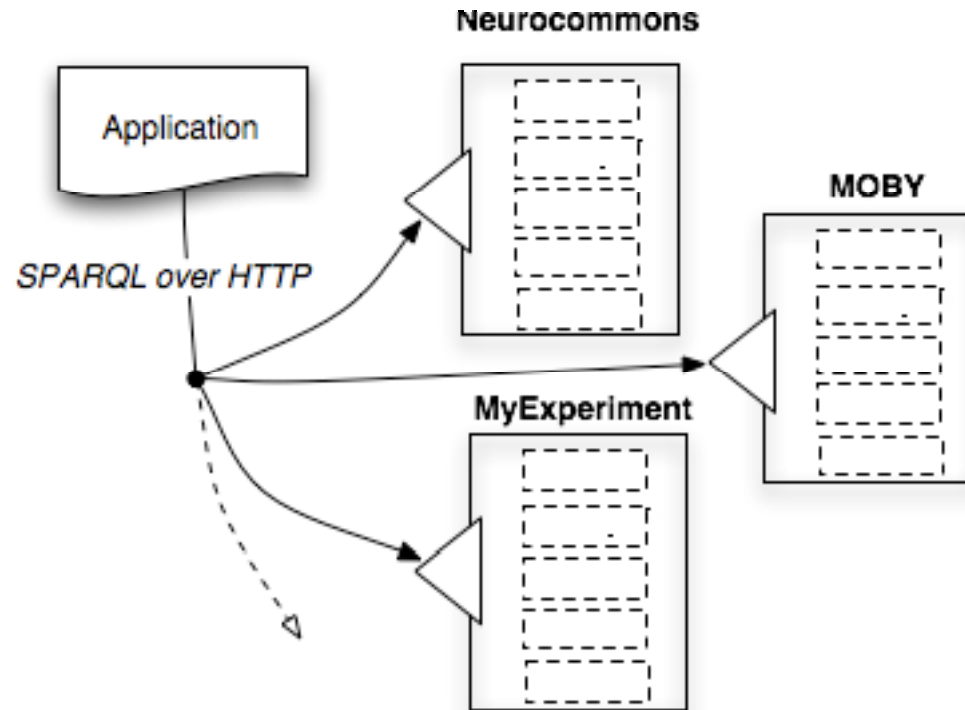 Neurocommons
Application
MOBY
SPARQL over HTTP
MyExperiment